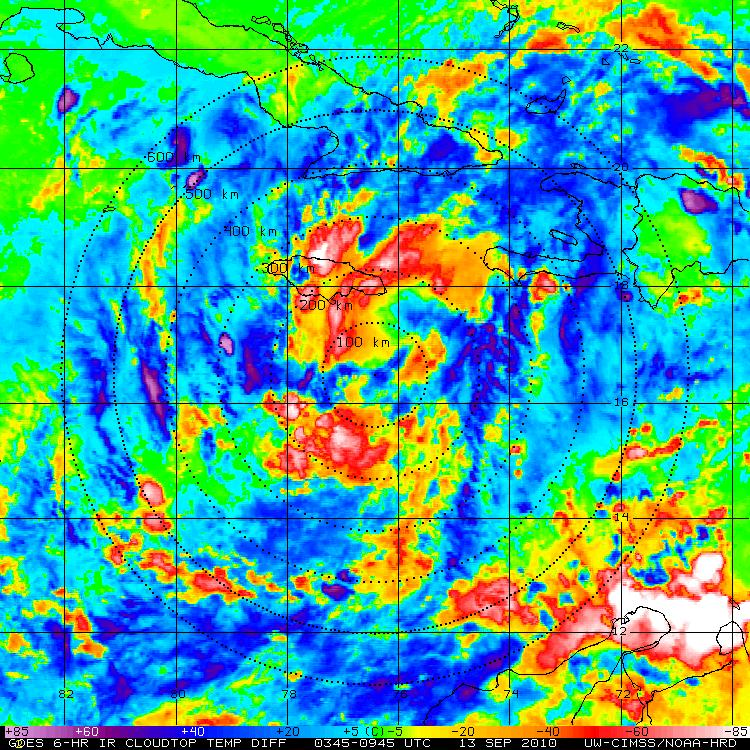 22
600 km
20
500 km
400 km
300 km
18
200 km
100 km
16
14
12
82 80 78 74 72
+85 +60 +40 +20 +5 (C) -5 -20 -40 -60 -85
GOES 6-HR IR CLOUDTOP TEMP DIFF 0345-0945 UTC 13 SEP 2010 UW-CIMSS/NOAA-HRD